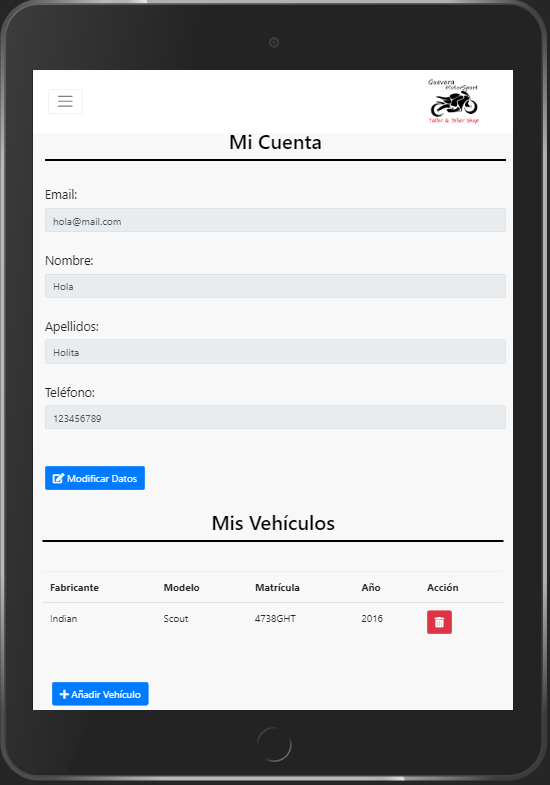 Guevara
MotorSport
Taller & Biker Shop
Mi Cuenta
Email:
hola@mail.com
Nombre:
Hola
Apellidos:
Holita
Teléfono:
123456789
Modificar Datos
Mis Vehículos
Fabricante Modelo Matrícula Año Acción
Indian Scout 4738GHT 2016
Añadir Vehículo